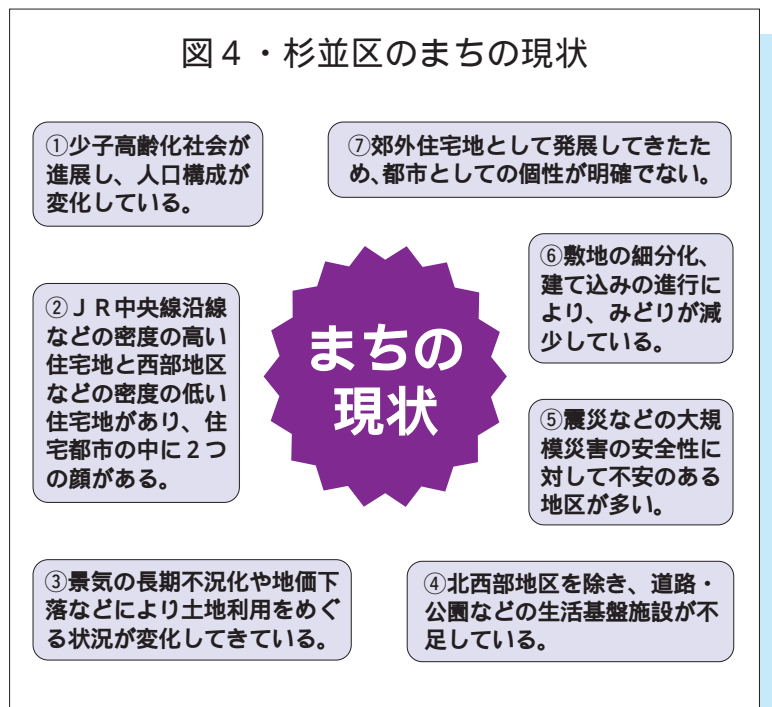 図４・杉並区のまちの現状
①少子高齢化社会が
進展し、人口構成が
変化している。
②ＪＲ中央線沿線
などの密度の高い
住宅地と西部地区
などの密度の低い
住宅地があり、住
宅都市の中に２つ
の顔がある。
③景気の長期不況化や地価下
落などにより土地利用をめぐ
る状況が変化してきている。
④北西部地区を除き、道路・
公園などの生活基盤施設が不
足している。
⑤震災などの大規
模災害の安全性に
対して不安のある
地区が多い。
⑥敷地の細分化、
建て込みの進行に
より、みどりが減
少している。
⑦郊外住宅地として発展してきたた
め、都市としての個性が明確でない。
まちの
現状